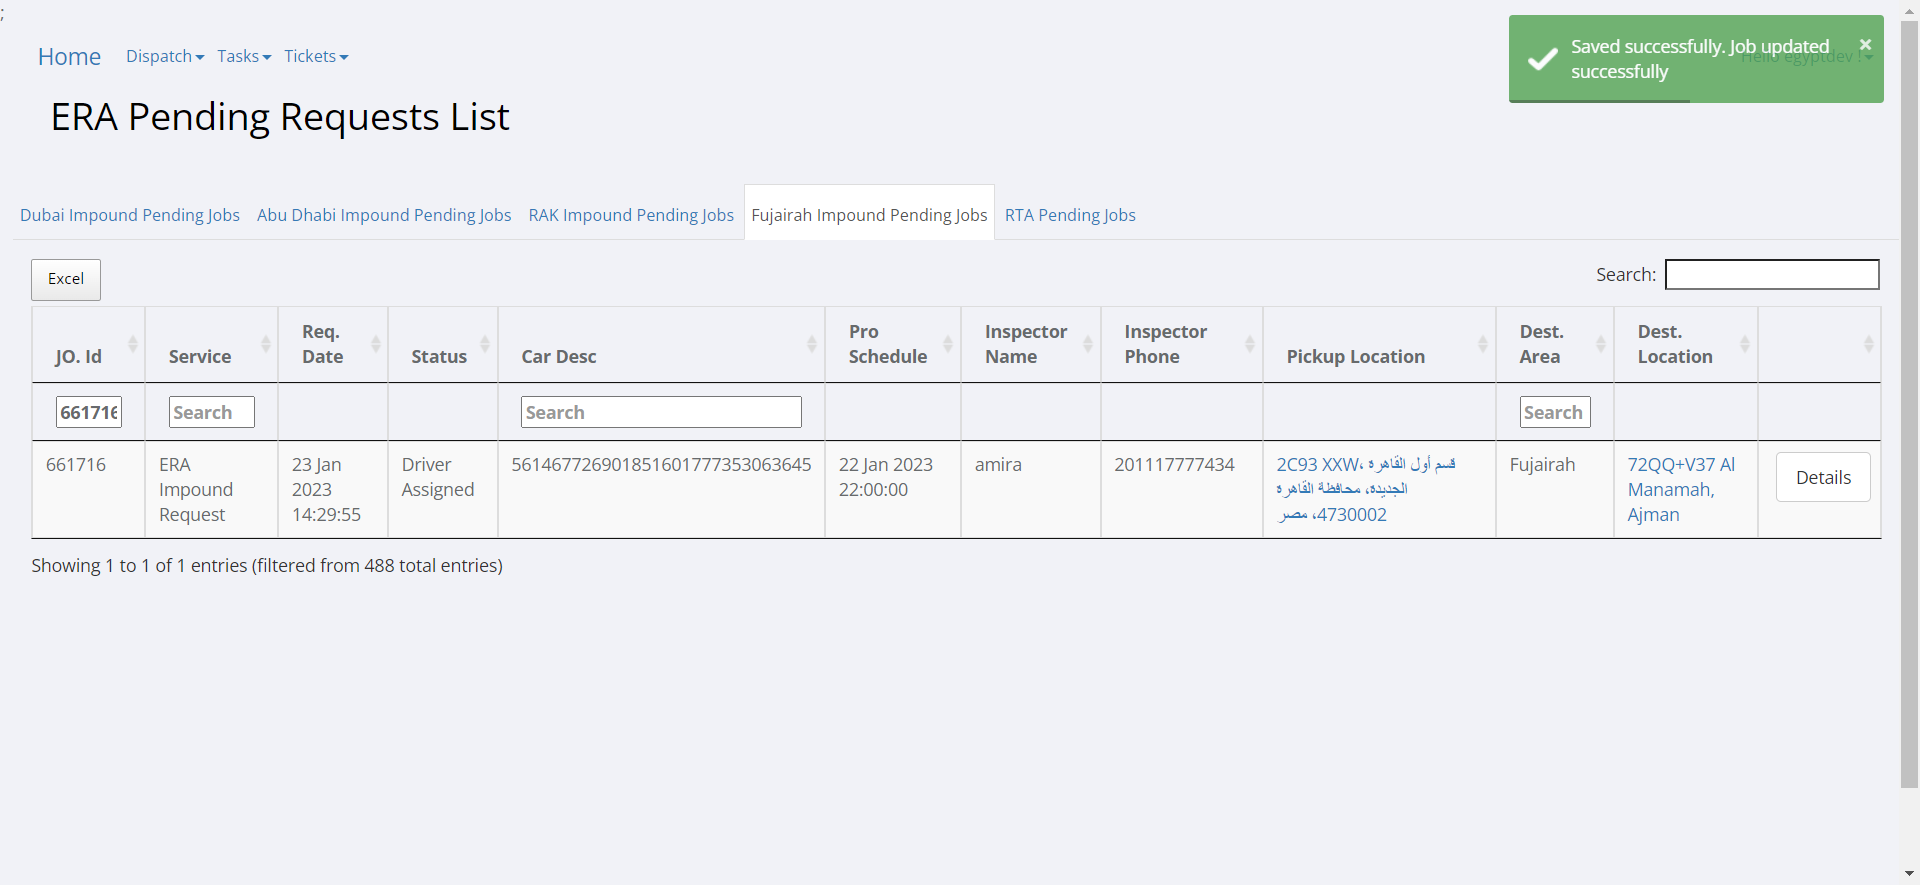 ;
Home Dispatch Tasks Tickets
Saved successfully. Job updated
successfully
×
Hello egyptdev !
ERA Pending Requests List
Dubai Impound Pending Jobs Abu Dhabi Impound Pending Jobs RAK Impound Pending Jobs Fujairah Impound Pending Jobs RTA Pending Jobs
Excel
Search:
JO. Id
Service
Req.
Date
Status
Car Desc
Pro
Schedule
Inspector
Name
Inspector
Phone
Pickup Location
Dest.
Area
Dest.
Location
661716
Search
Search
Search
661716
ERA
Impound
Request
23 Jan
2023
14:29:55
Driver
Assigned
5614677269018516017773530​63645
22 Jan 2023
22:00:00
amira
201117777434
2C93 XXW، قسم أول القاهرة
الجديدة، محافظة القاهرة
4730002، مصر
Fujairah
72QQ+V37 Al
Manamah,
Ajman
Details
Showing 1 to 1 of 1 entries (filtered from 488 total entries)